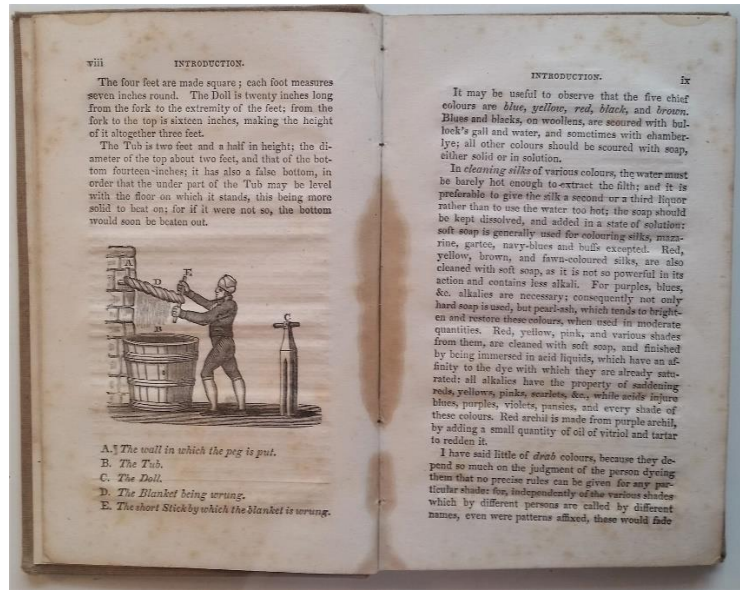 viii INTRODUCTION.
The four feet are made square; each foot measures
seven inches round. The Doll is twenty inches long
from the fork to the extremity of the feet; from the
fork to the top is sixteen inches, making the height
of it altogether three feet.
The Tub is two feet and a half in height; the di-
ameter of the top about two feet, and that of the bot-
tom fourteen-inches; it has also a false bottom, in
order that the under part of the Tub may be level
with the floor on which it stands, this being more
solid to beat on; for if it were not so, the bottom
would soon be beaten out.
A
E
D
B
C
A. The wall in which the peg is put.
B. The Tub.
C. The Doll.
D. The Blanket being wrung.
E. The short Stick by which the blanket is wrung.
INTRODUCTION. ix
It may be useful to observe that the five chief
colours are blue, yellow, red, black, and brown.
Blues and blacks, on woollens, are scoured with bul-
lock's gall and water, and sometimes with chamber-
lye; all other colours should be scoured with soap,
either solid or in solution.
In cleaning silks of various colours, the water must
be barely hot enough to extract the filth; and it is
preferable to give the silk a second or a third liquor
rather than to use the water too hot; the soap should
be kept dissolved, and added in a state of solution:
soft soap is generally used for colouring silks, maza-
rine, gartee, navy-blues and buffs excepted. Red,
yellow, brown, and fawn-coloured silks, are also
cleaned with soft soap, as it is not so powerful in its
action and contains less alkali. For purples, blues,
&c. alkalies are necessary; consequently not only
hard soap is used, but pearl-ash, which tends to bright-
en and restore these colours, when used in moderate
quantities. Red, yellow, pink, and various shades
from them, are cleaned with soft soap, and finished
by being immersed in acid liquids, which have an af-
finity to the dye with which they are already satu-
rated: all alkalies have the property of saddening
reds, yellows, pinks, scarlets, &c., while acids injure
blues, purples, violets, pansies, and every shade of
these colours. Red archil is made from purple archil,
by adding a small quantity of oil of vitriol and tartar
to redden it.
I have said little of drab colours, because they de-
pend so much on the judgment of the person dyeing
them that no precise rules can be given for any par-
ticular shade: for, independently of the various shades
which by different persons are called by different
names, even were patterns affixed, these would fade